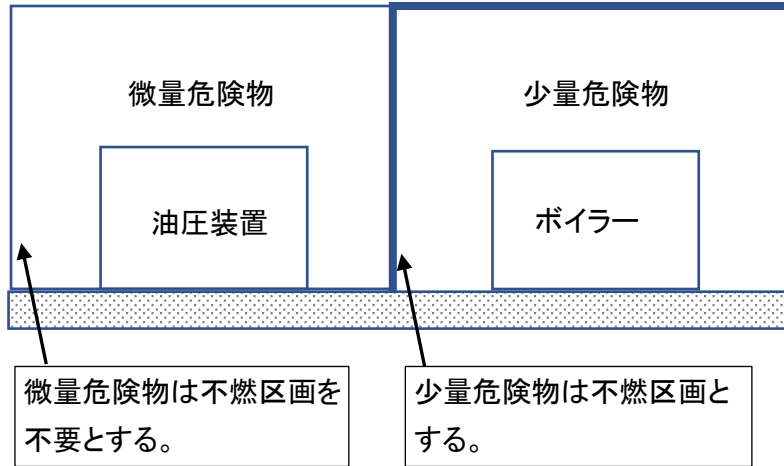 微量危険物
少量危険物
油圧装置
ボイラー
微量危険物は不燃区画を
不要とする。
少量危険物は不燃区画と
する。